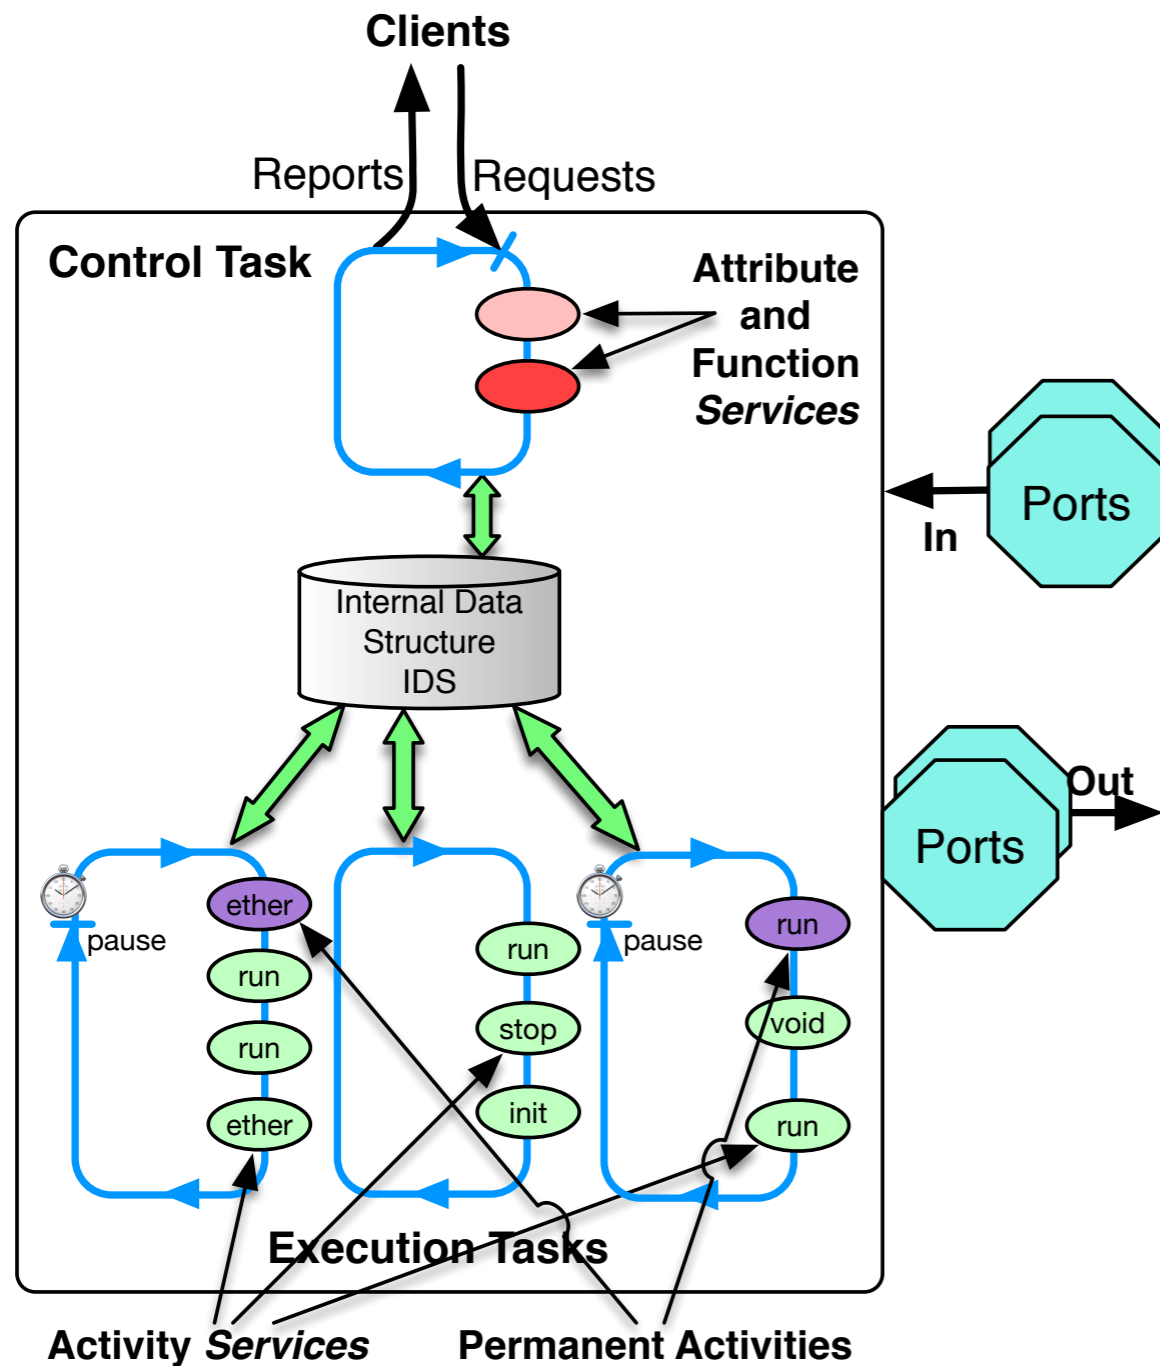 Clients
Reports
Requests
Control Task
Attribute
and
Function
Services
Ports
In
Internal Data
Structure
IDS
Out
Ports
pause
ether
run
run
ether
run
stop
init
pause
run
void
run
Execution Tasks
Activity Services
Permanent Activities